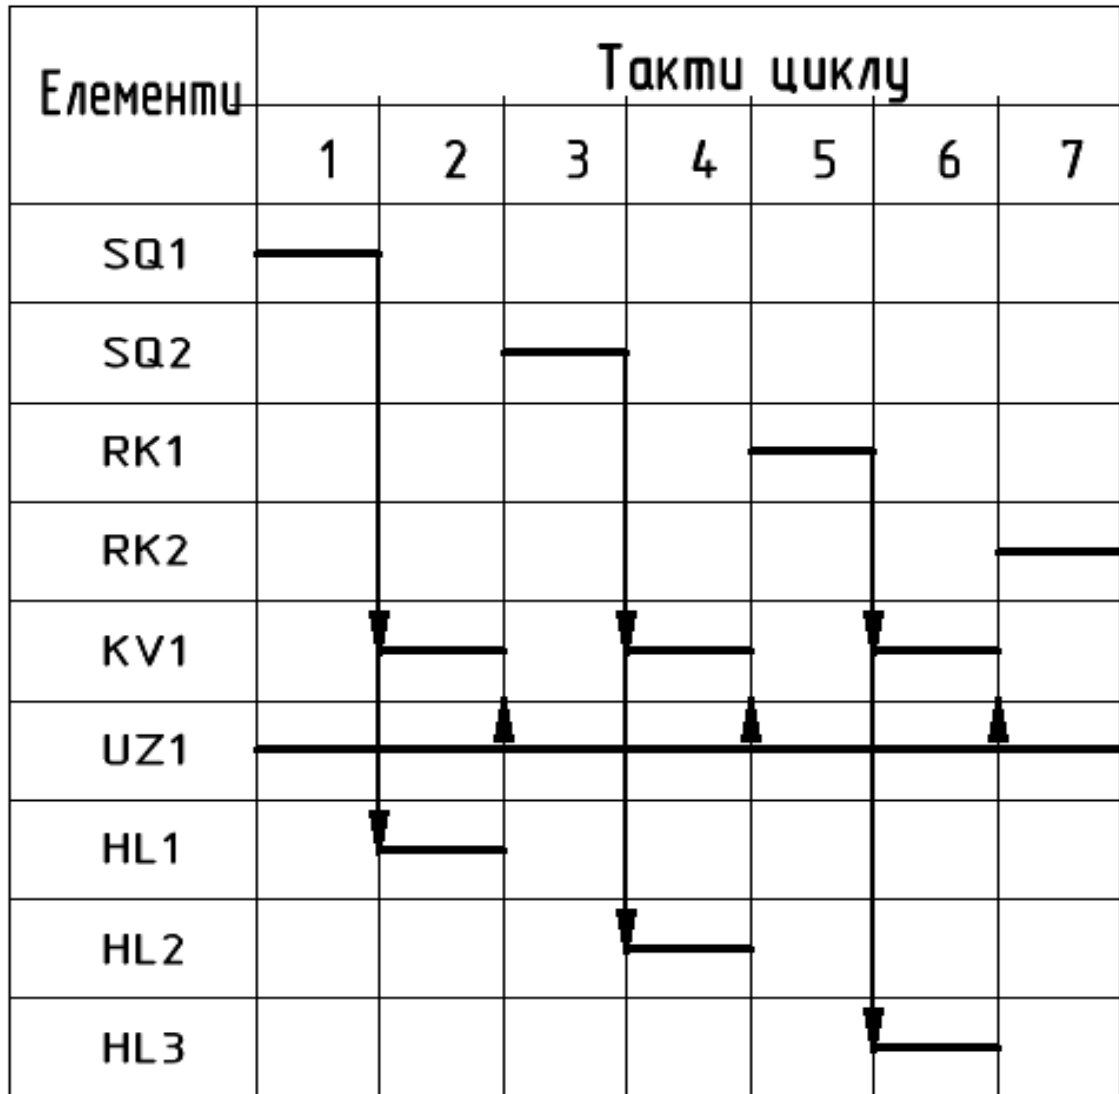 Елементи
Такти циклу
1 2 3 4 5 6 7
SQ1
SQ2
RK1
RK2
KV1
UZ1
HL1
HL2
HL3